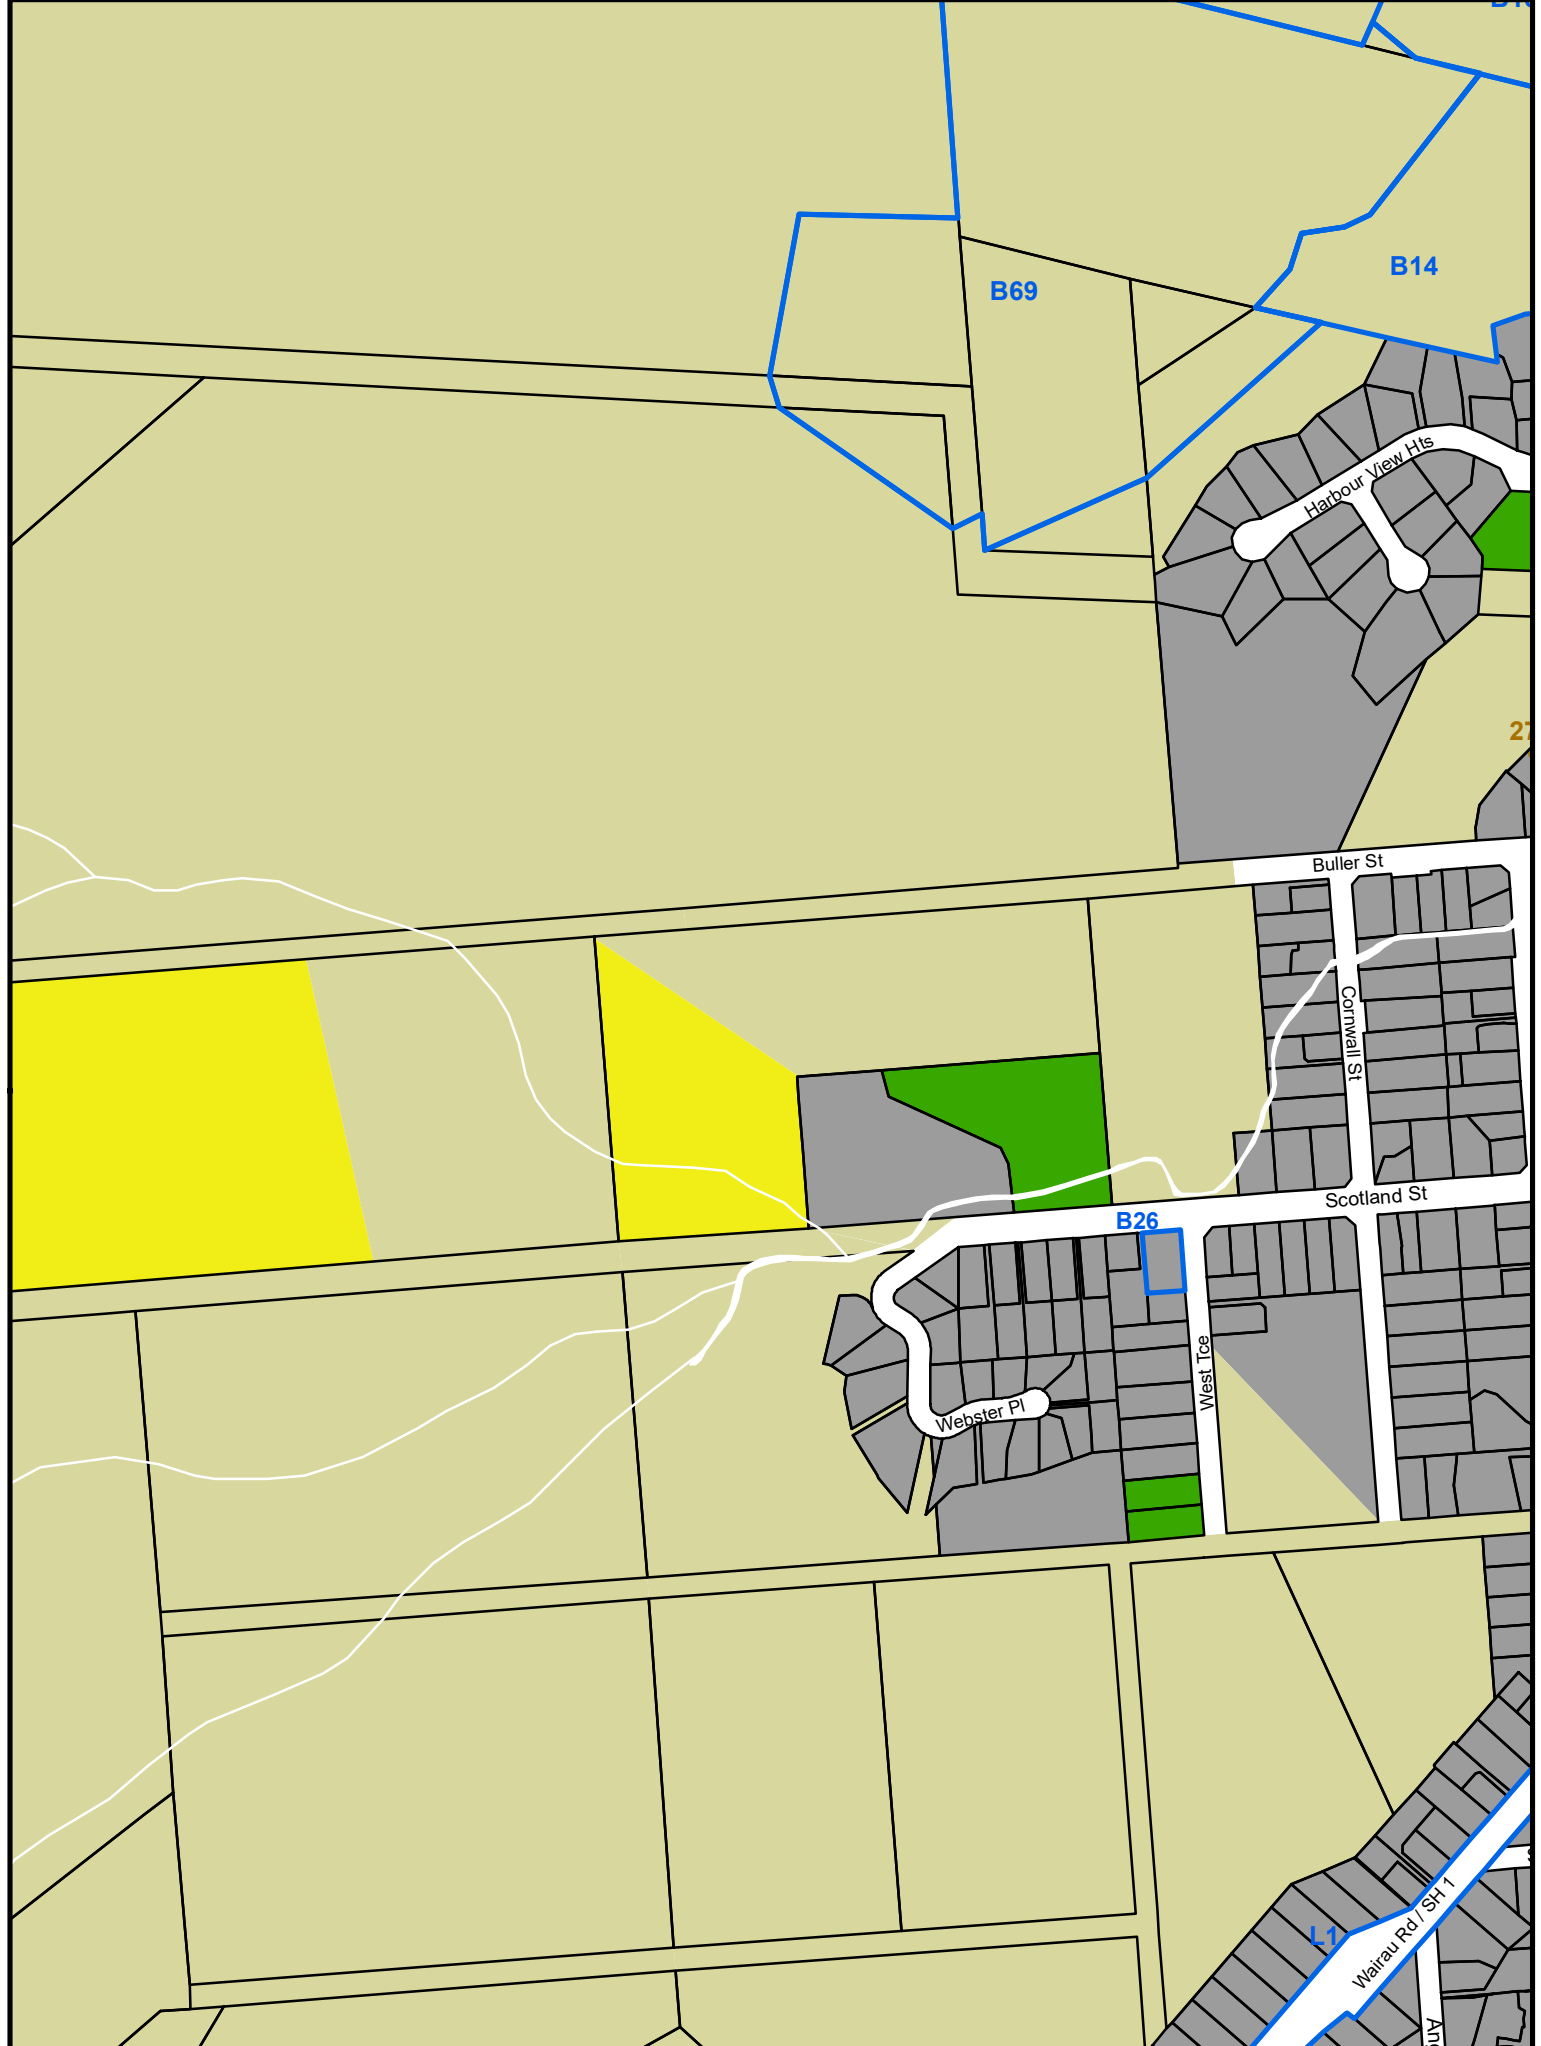 B14
B69
Harbour View Hts
27
Buller St
Cornwall St
Scotland St
B26
West Tce
Webster Pl
L1
Wairau Rd / SH 1